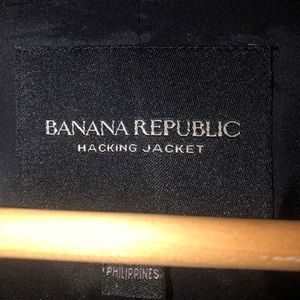 BANANA REPUBLIC
HACKING JACKET
PHILIPPINES